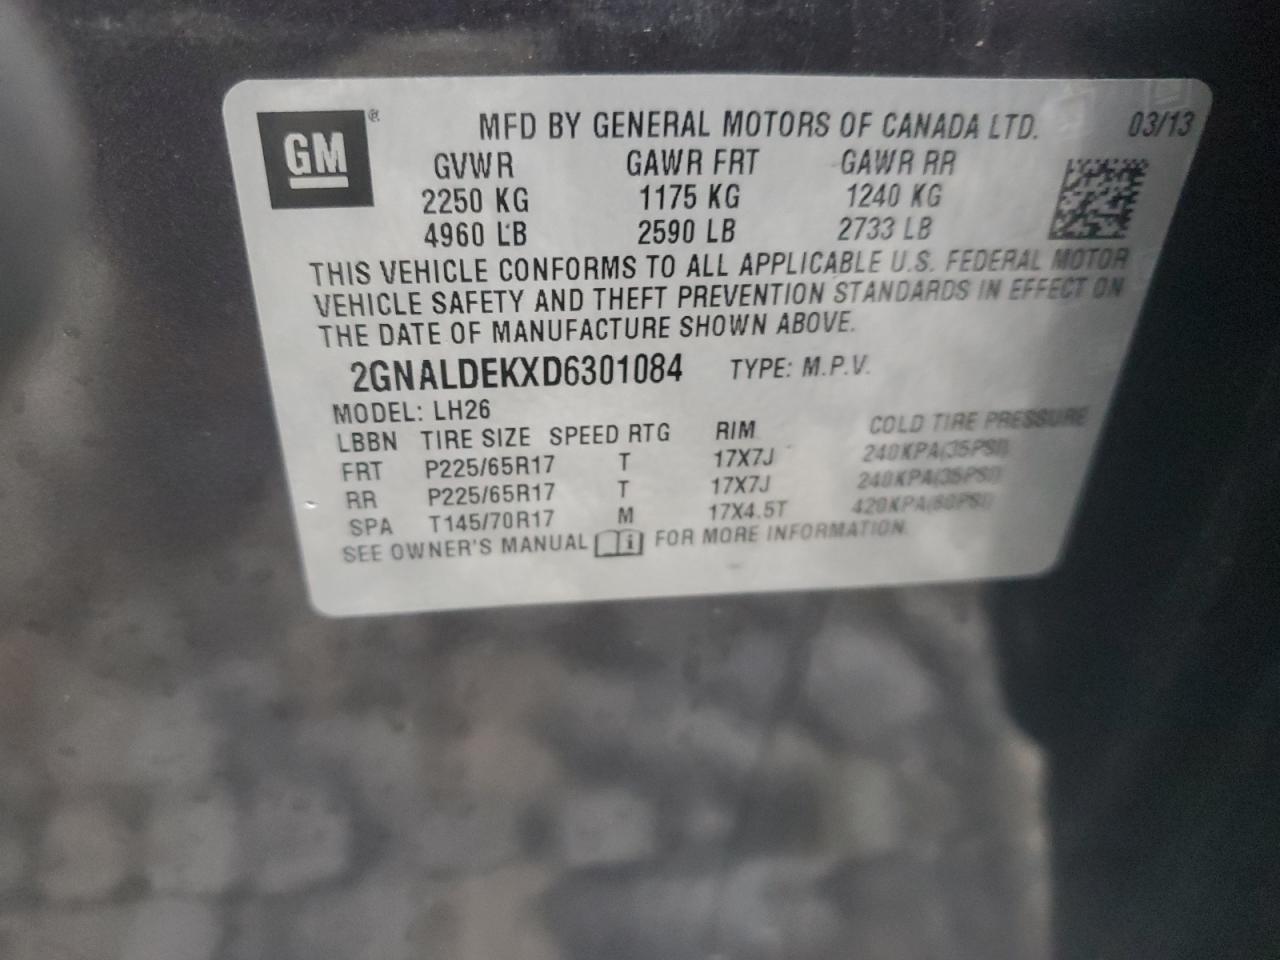 GM ®
MFD BY GENERAL MOTORS OF CANADA LTD. 03/13
GVWR GAWR FRT GAWR RR
2250 KG 1175 KG 1240 KG
4960 LB 2590 LB 2733 LB
THIS VEHICLE CONFORMS TO ALL APPLICABLE U.S. FEDERAL MOTOR
VEHICLE SAFETY AND THEFT PREVENTION STANDARDS IN EFFECT ON
THE DATE OF MANUFACTURE SHOWN ABOVE.
2GNALDEKXD6301084 TYPE: M.P.V.
MODEL: LH26
LBBN TIRE SIZE SPEED RTG RIM COLD TIRE PRESSURE
FRT P225/65R17 T 17X7J 240KPA(35PSI)
RR P225/65R17 T 17X7J 240KPA(35PSI)
SPA T145/70R17 M 17X4.5T 420KPA(60PSI)
SEE OWNER'S MANUAL i FOR MORE INFORMATION.